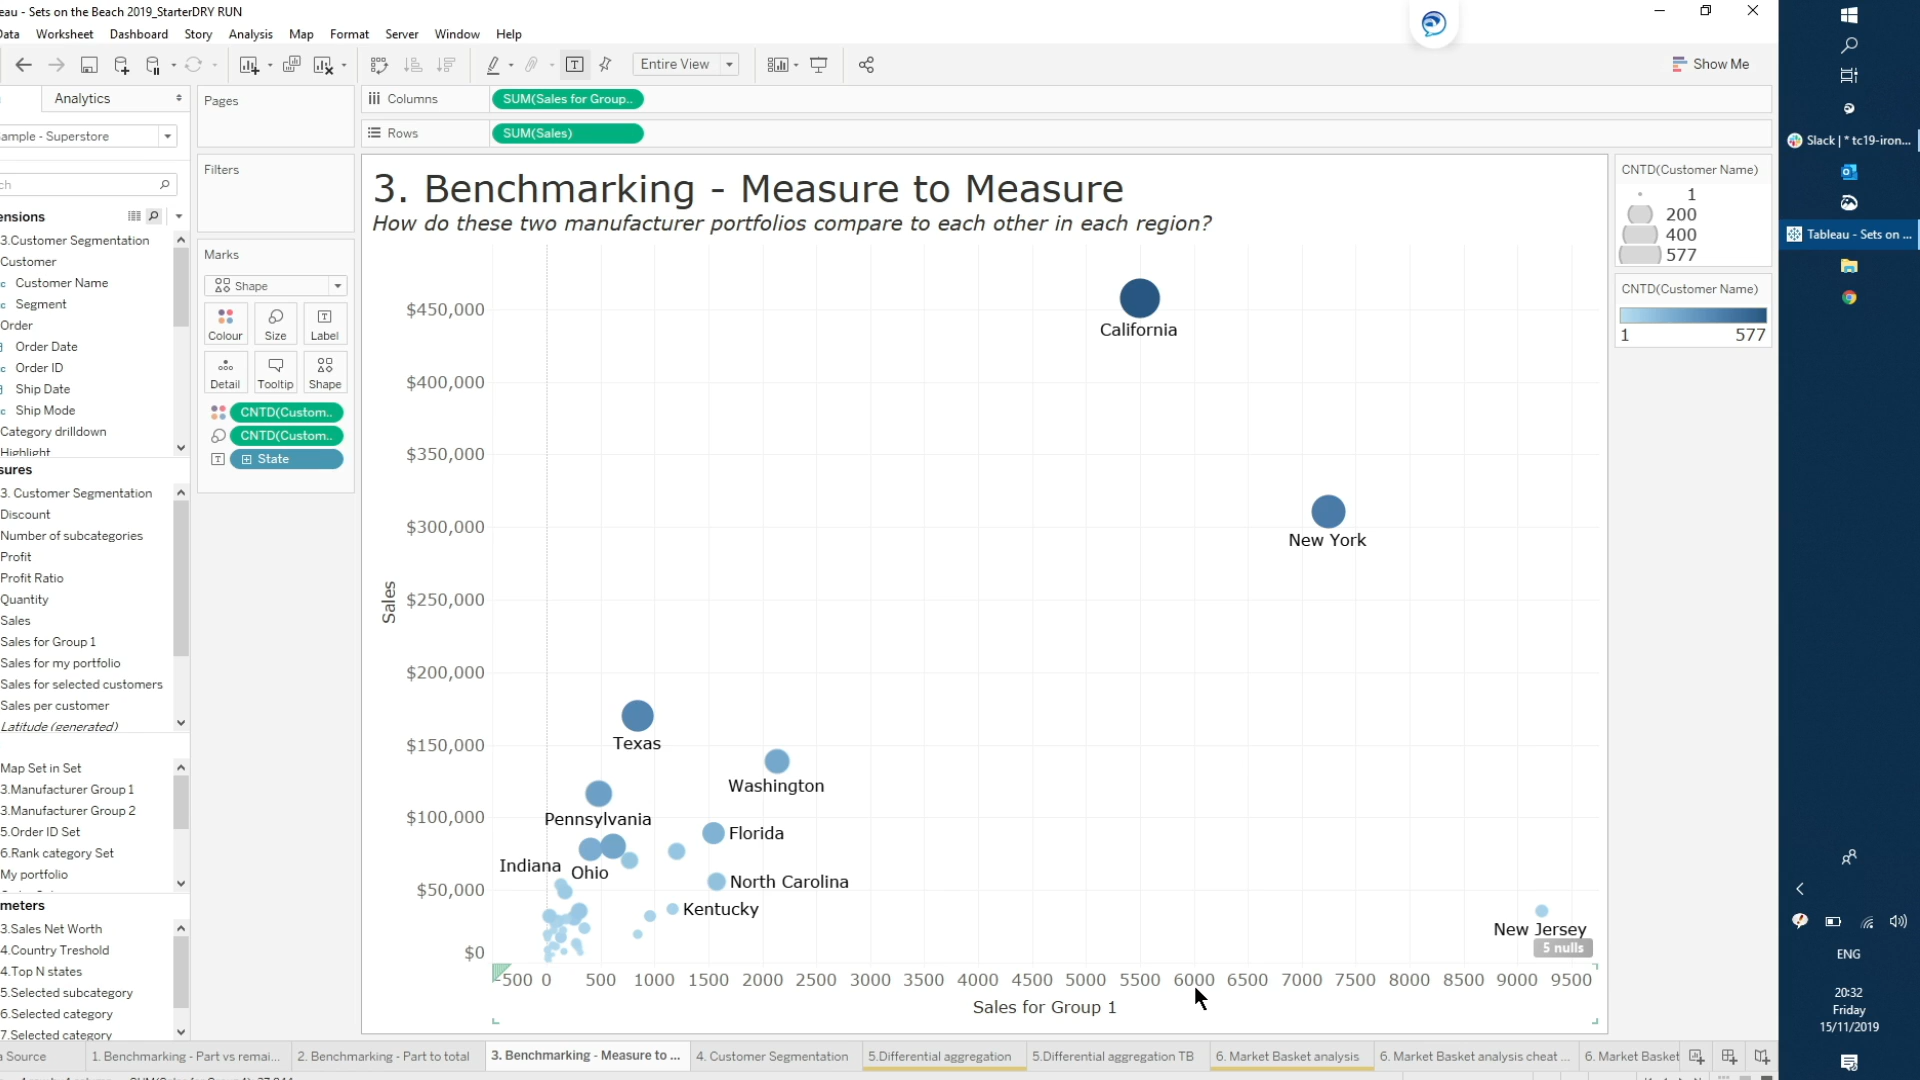 eau - Sets on the Beach 2019_StarterDRY RUN
Data Worksheet Dashboard Story Analysis Map Format Server Window Help
Entire View
Show Me
Analytics
ample - Superstore
ch
ensions
3.Customer Segmentation
Customer
Customer Name
Segment
Order
Order Date
Order ID
Ship Date
Ship Mode
Category drilldown
Highlight
sures
3. Customer Segmentation
Discount
Number of subcategories
Profit
Profit Ratio
Quantity
Sales
Sales for Group 1
Sales for my portfolio
Sales for selected customers
Sales per customer
Latitude (generated)
Map Set in Set
3.Manufacturer Group 1
3.Manufacturer Group 2
5.Order ID Set
6.Rank category Set
My portfolio
meters
3.Sales Net Worth
4.Country Treshold
4.Top N states
5.Selected subcategory
6.Selected category
7.Selected category
Pages
Filters
Marks
Shape
Colour Size Label
Detail Tooltip Shape
CNTD(Custom..
CNTD(Custom..
State
Columns
SUM(Sales for Group..
Rows
SUM(Sales)
3. Benchmarking - Measure to Measure
How do these two manufacturer portfolios compare to each other in each region?
$450,000
$400,000
$350,000
$300,000
$250,000
$200,000
$150,000
$100,000
$50,000
$0
Sales
California
New York
Texas
Washington
Pennsylvania
Florida
Indiana
Ohio
North Carolina
Kentucky
New Jersey
5 nulls
-500 0 500 1000 1500 2000 2500 3000 3500 4000 4500 5000 5500 6000 6500 7000 7500 8000 8500 9000 9500
Sales for Group 1
CNTD(Customer Name)
1
200
400
577
CNTD(Customer Name)
1 577
a Source
1. Benchmarking - Part vs remai...
2. Benchmarking - Part to total
3. Benchmarking - Measure to ...
4. Customer Segmentation
5.Differential aggregation
5.Differential aggregation TB
6. Market Basket analysis
6. Market Basket analysis cheat ...
6. Market Basket
Slack | * tc19-iron...
Tableau - Sets on ...
ENG
20:32
Friday
15/11/2019